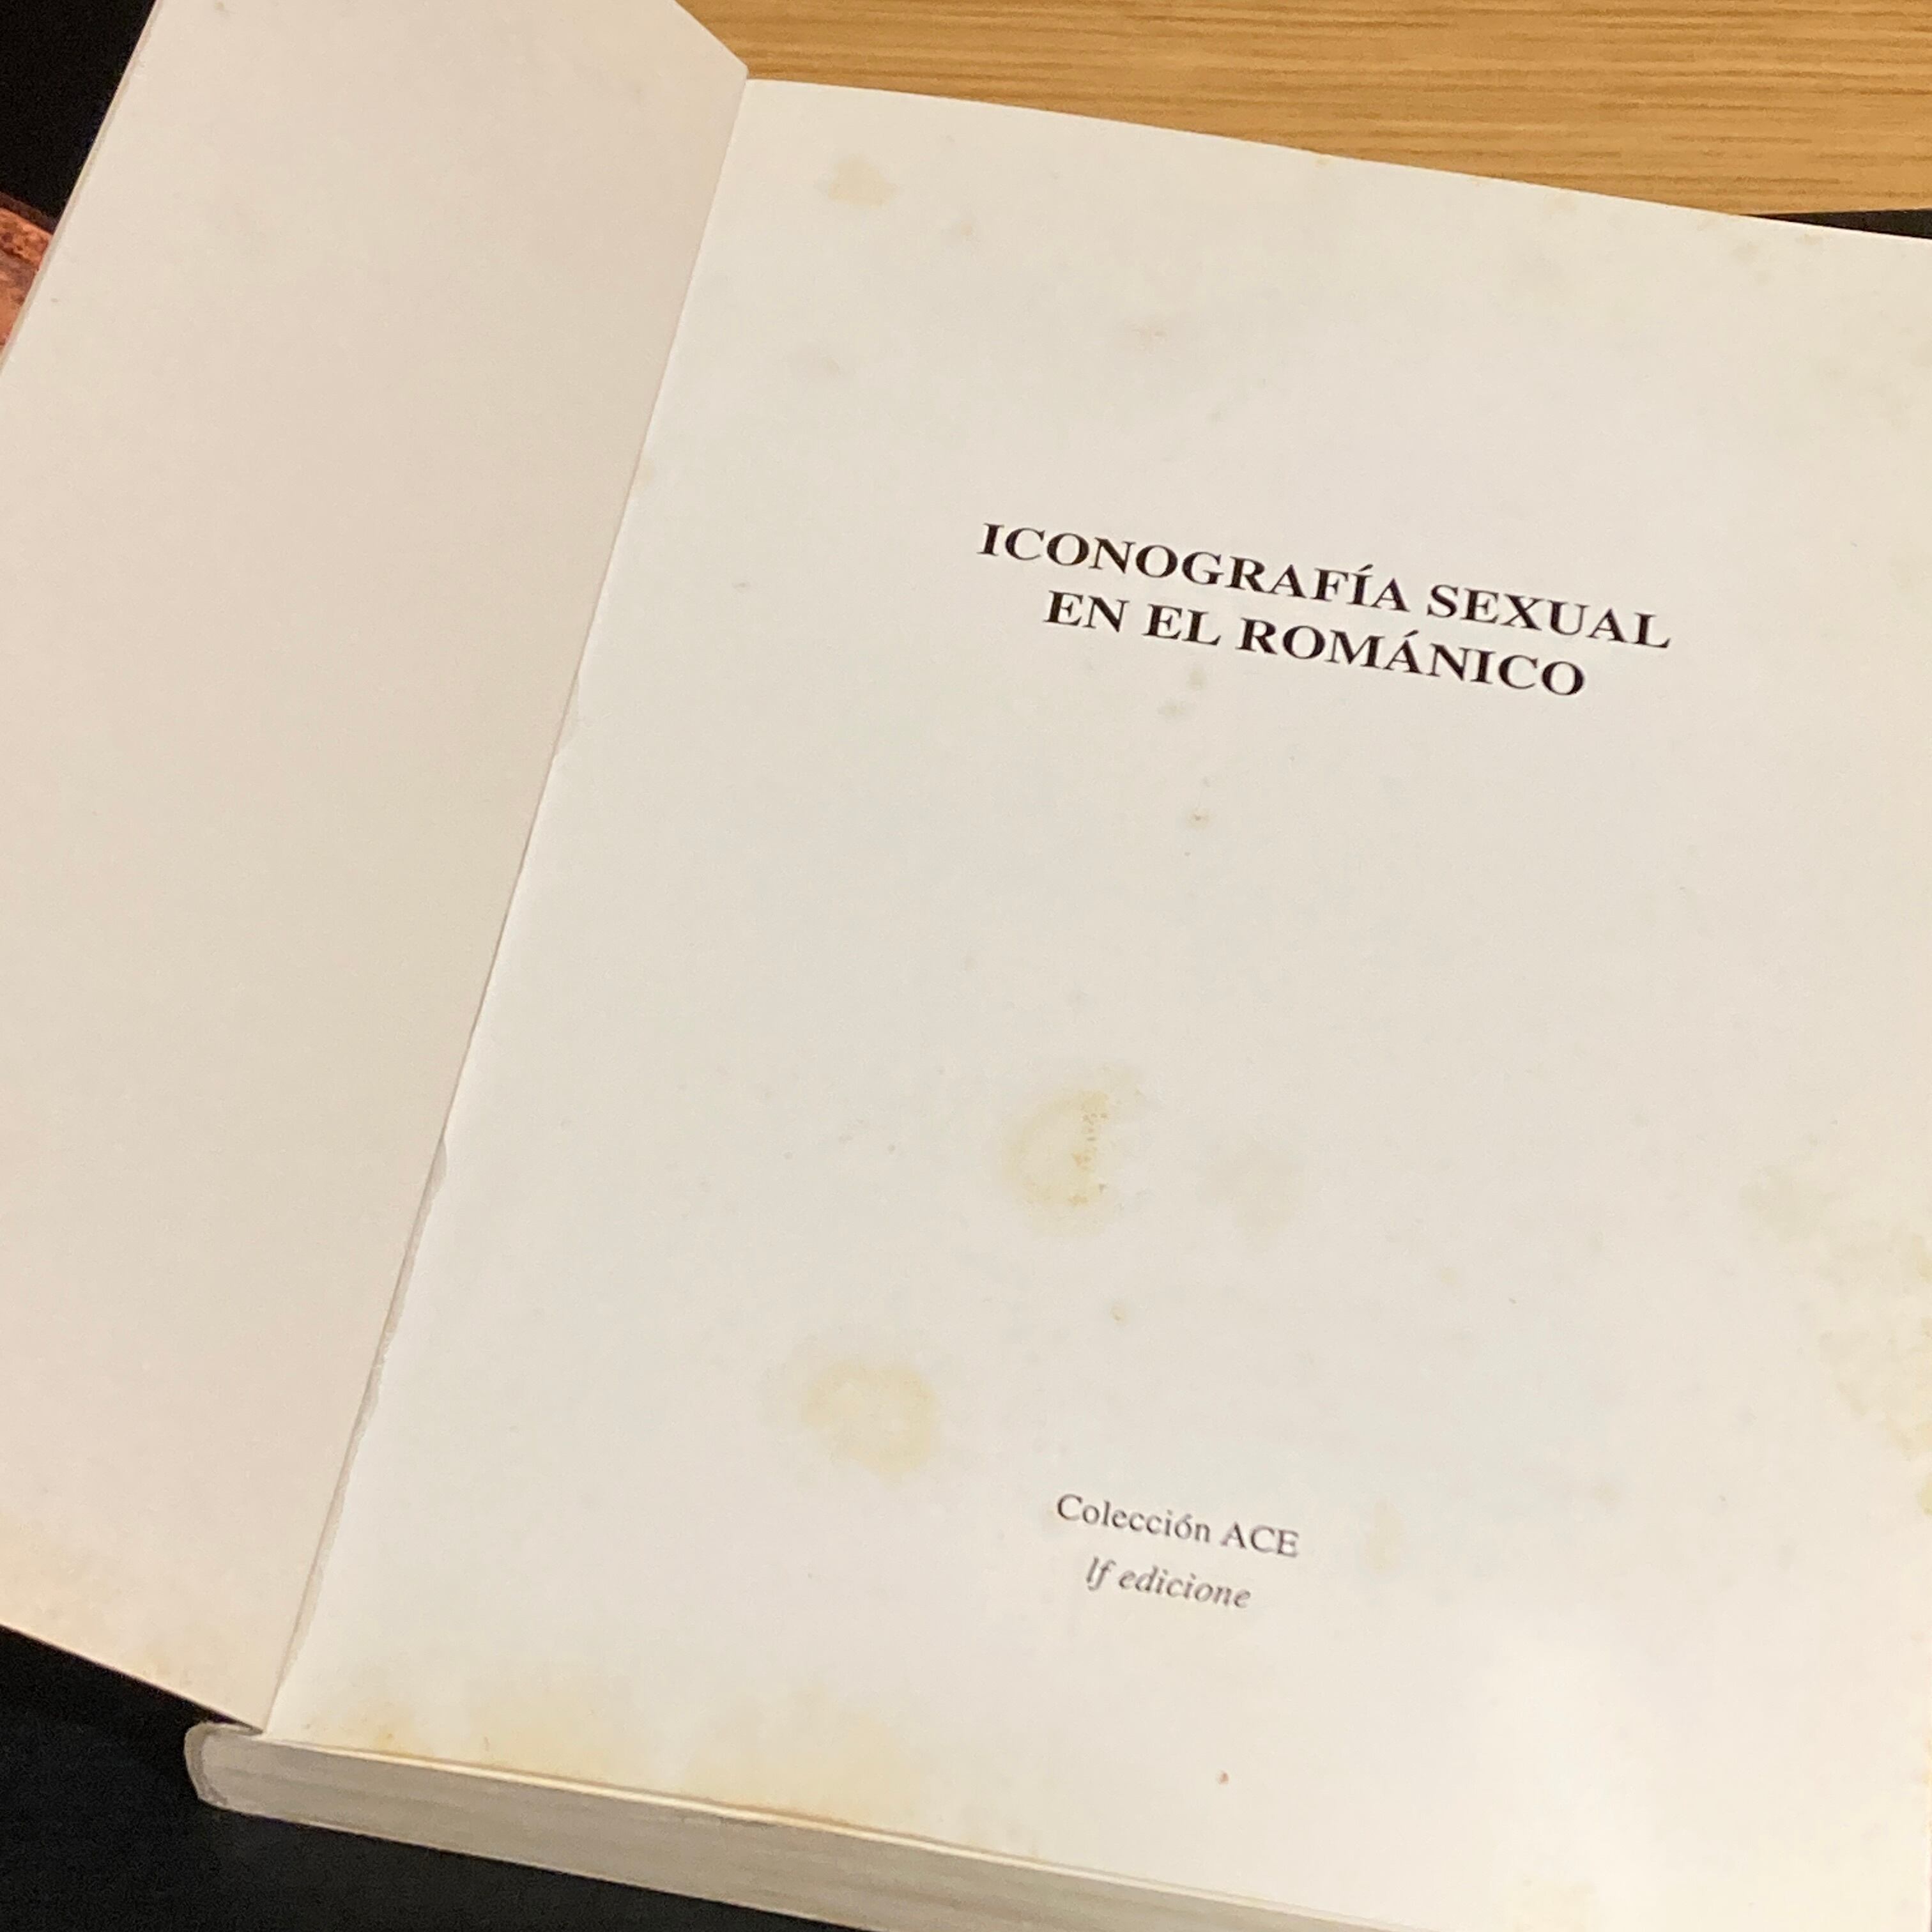 ICONOGRAFÍA SEXUAL
EN EL ROMÁNICO
Colección ACE
lf edicione